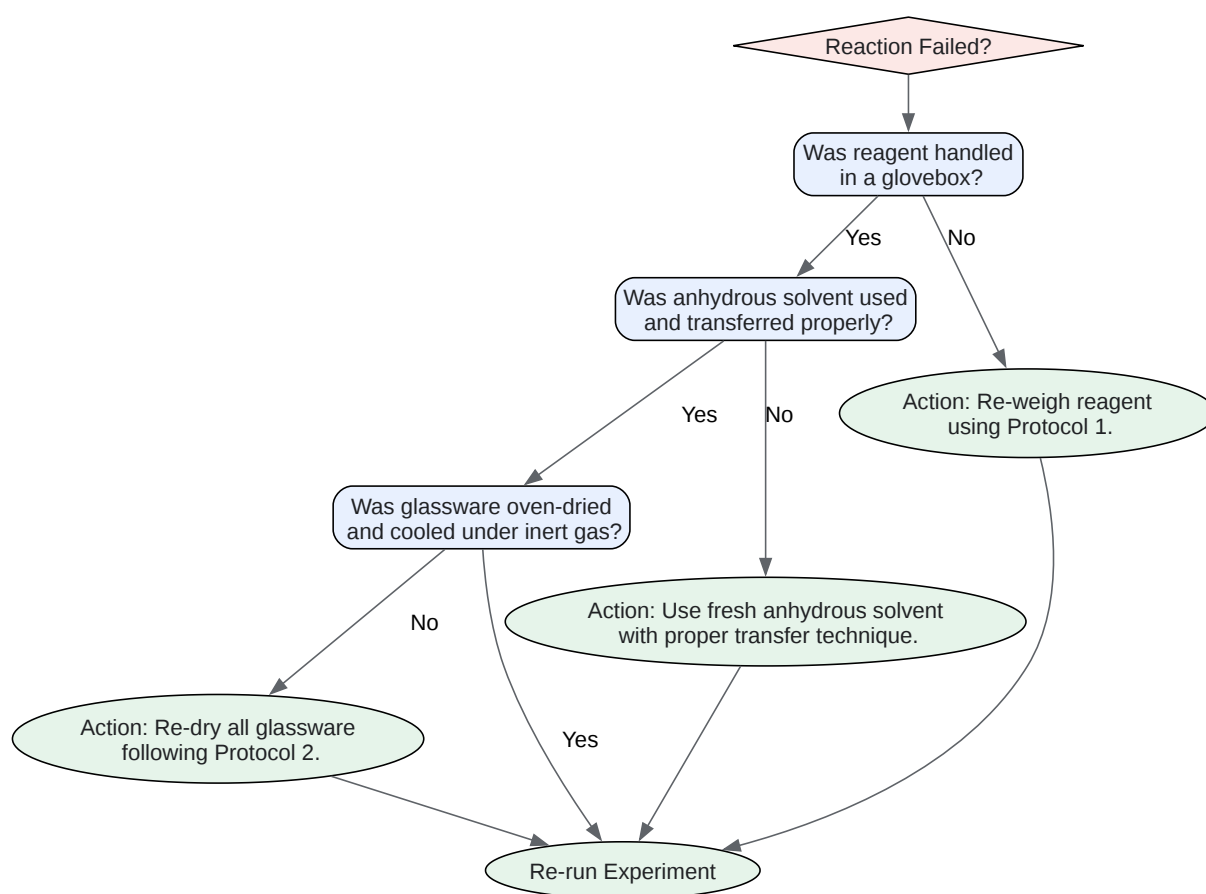 Reaction Failed?
Was reagent handled
in a glovebox?
Yes
No
Was anhydrous solvent used
and transferred properly?
Action: Re-weigh reagent
using Protocol 1.
Yes
No
Was glassware oven-dried
and cooled under inert gas?
Action: Use fresh anhydrous solvent
with proper transfer technique.
No
Yes
Action: Re-dry all glassware
following Protocol 2.
Re-run Experiment